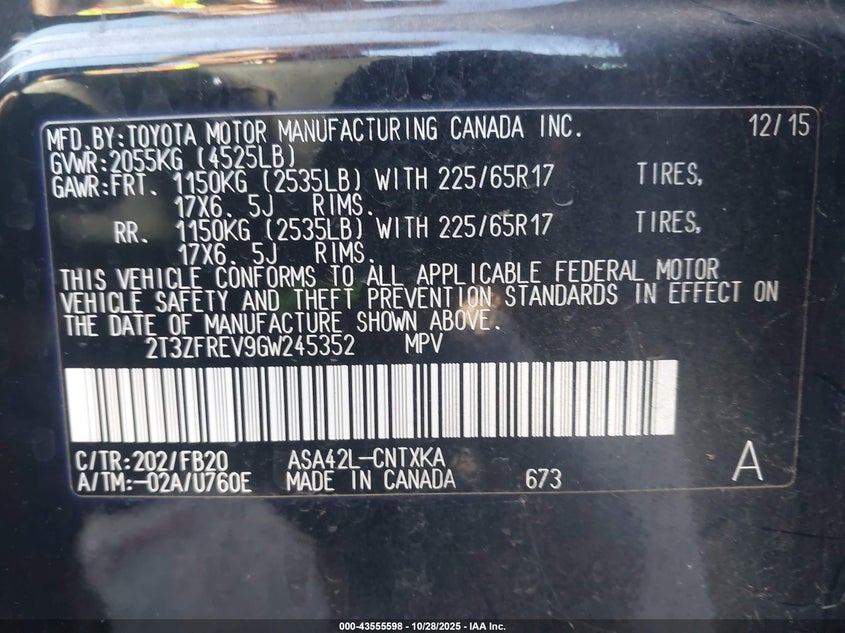 MFD.BY:TOYOTA MOTOR MANUFACTURING CANADA INC. 12/15
GVWR:2055KG (4525LB)
GAWR:FRT. 1150KG (2535LB) WITH 225/65R17 TIRES,
17X6. 5J RIMS.
RR. 1150KG (2535LB) WITH 225/65R17 TIRES,
17X6. 5J RIMS.
THIS VEHICLE CONFORMS TO ALL APPLICABLE FEDERAL MOTOR
VEHICLE SAFETY AND THEFT PREVENTION STANDARDS IN EFFECT ON
THE DATE OF MANUFACTURE SHOWN ABOVE.
2T3ZFREV9GW245352 MPV
C/TR:202/FB20 ASA42L-CNTXKA A
A/TM:-02A/U760E MADE IN CANADA 673
000-43555598 - 10/28/2025 - IAA Inc.